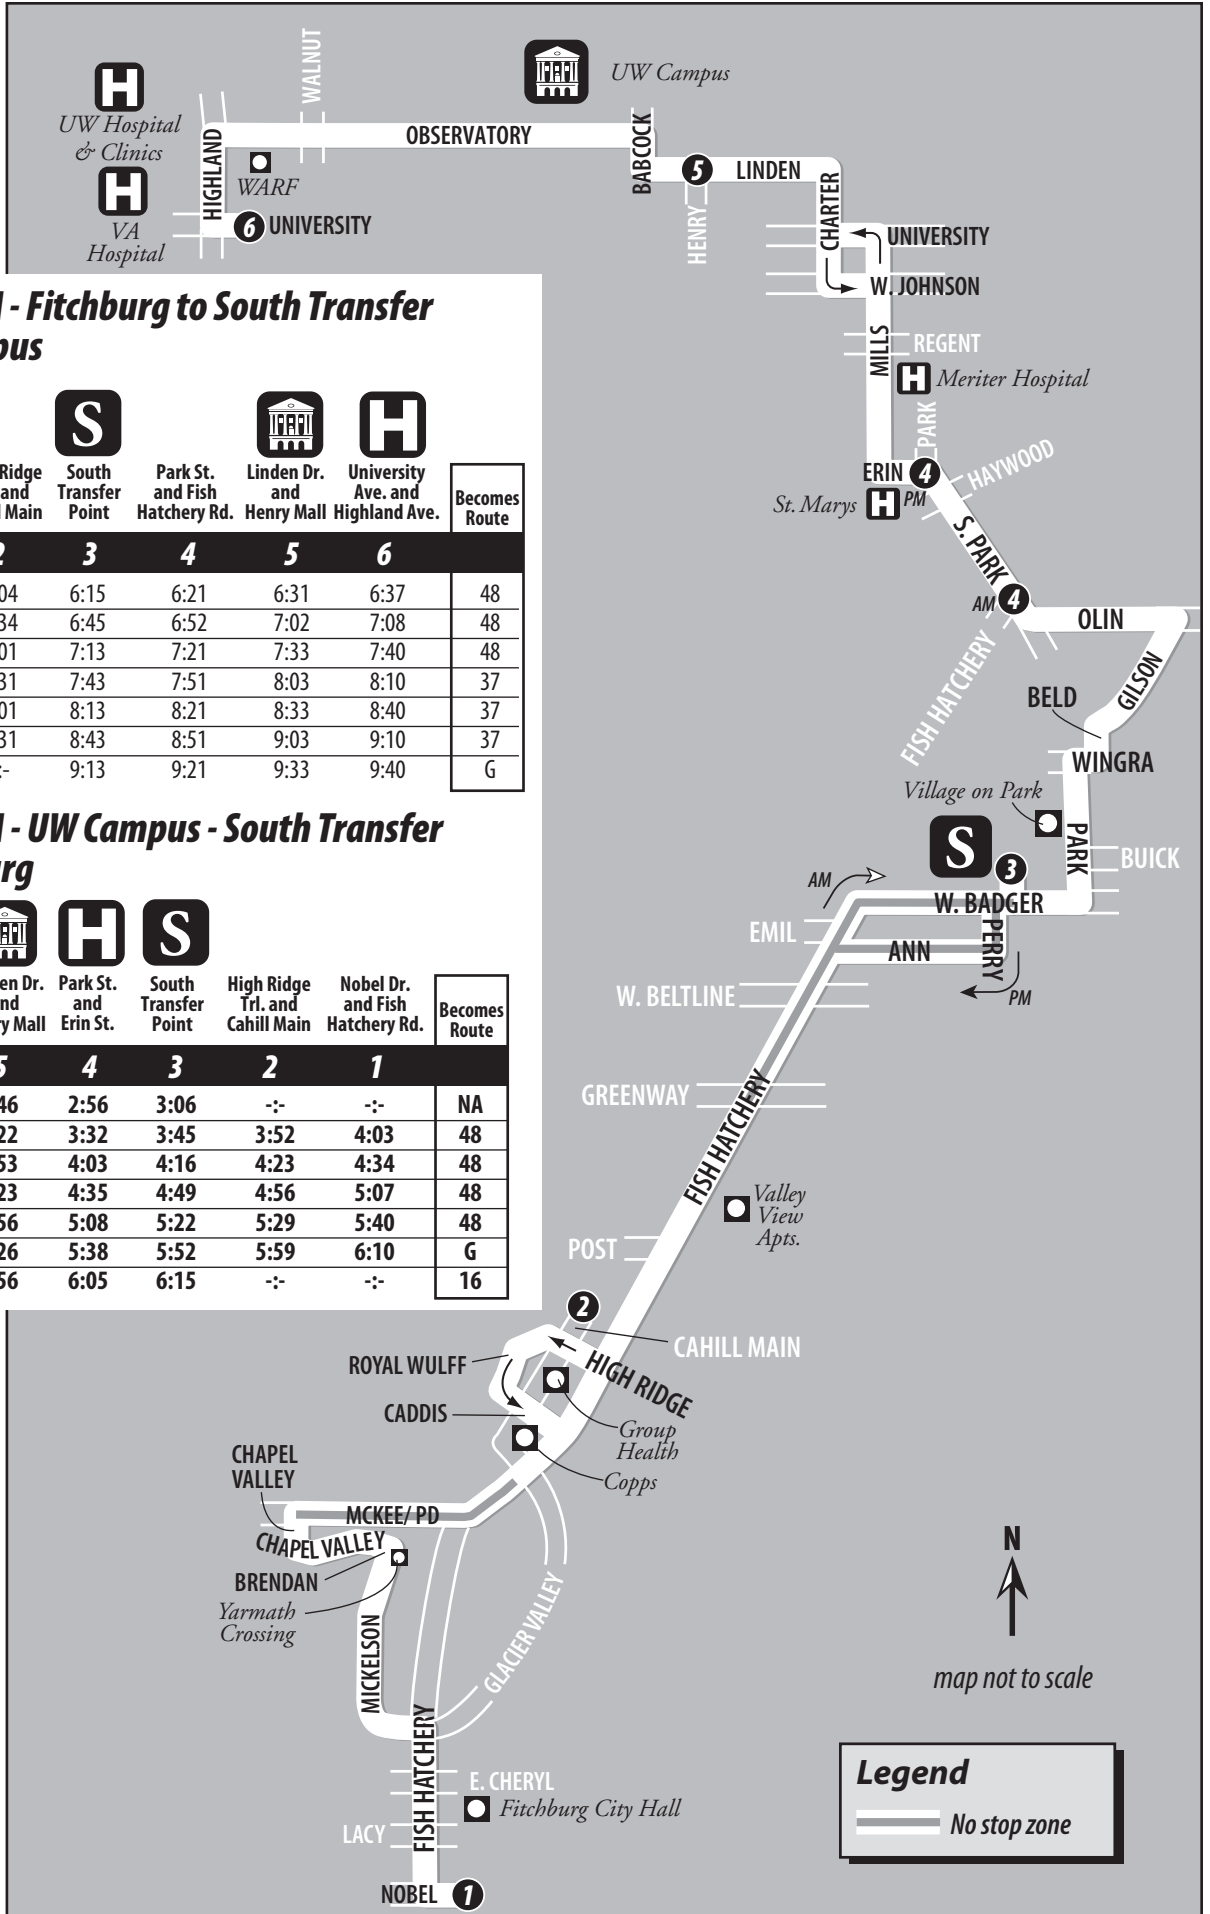 WALNUT
UW Campus
H
UW Hospital
& Clinics
H
VA
Hospital
HIGHLAND
OBSERVATORY
BABCOCK
WARF
5
LINDEN
HENRY
CHARTER
6 UNIVERSITY
UNIVERSITY
W. JOHNSON
MILLS
REGENT
H Meriter Hospital
PARK
ERIN 4
PM
HAYWOOD
St. Marys H
S. PARK
AM 4
OLIN
FISH HATCHERY
GILSON
BELD
WINGRA
Village on Park
PARK
BUICK
S
3
AM
W. BADGER
EMIL
ANN
PERRY
PM
W. BELTLINE
GREENWAY
FISH HATCHERY
Valley
View
Apts.
POST
2
CAHILL MAIN
ROYAL WULFF
HIGH RIDGE
CADDIS
Group
Health
Copps
CHAPEL
VALLEY
MCKEE/ PD
CHAPEL VALLEY
BRENDAN
Yarmath
Crossing
MICKELSON
GLACIER VALLEY
FISH HATCHERY
E. CHERYL
Fitchburg City Hall
LACY
NOBEL 1
N
map not to scale
Legend
No stop zone
- Fitchburg to South Transfer
pus
S
H
Ridge
and
Main
South
Transfer
Point
Park St.
and Fish
Hatchery Rd.
Linden Dr.
and
Henry Mall
University
Ave. and
Highland Ave.
Becomes
Route
2 3 4 5 6
04 6:15 6:21 6:31 6:37 48
34 6:45 6:52 7:02 7:08 48
01 7:13 7:21 7:33 7:40 48
31 7:43 7:51 8:03 8:10 37
01 8:13 8:21 8:33 8:40 37
31 8:43 8:51 9:03 9:10 37
:- 9:13 9:21 9:33 9:40 G
- UW Campus - South Transfer
urg
H
S
en Dr.
nd
y Mall
Park St.
and
Erin St.
South
Transfer
Point
High Ridge
Trl. and
Cahill Main
Nobel Dr.
and Fish
Hatchery Rd.
Becomes
Route
5 4 3 2 1
46 2:56 3:06 -:- -:- NA
22 3:32 3:45 3:52 4:03 48
53 4:03 4:16 4:23 4:34 48
23 4:35 4:49 4:56 5:07 48
56 5:08 5:22 5:29 5:40 48
26 5:38 5:52 5:59 6:10 G
56 6:05 6:15 -:- -:- 16